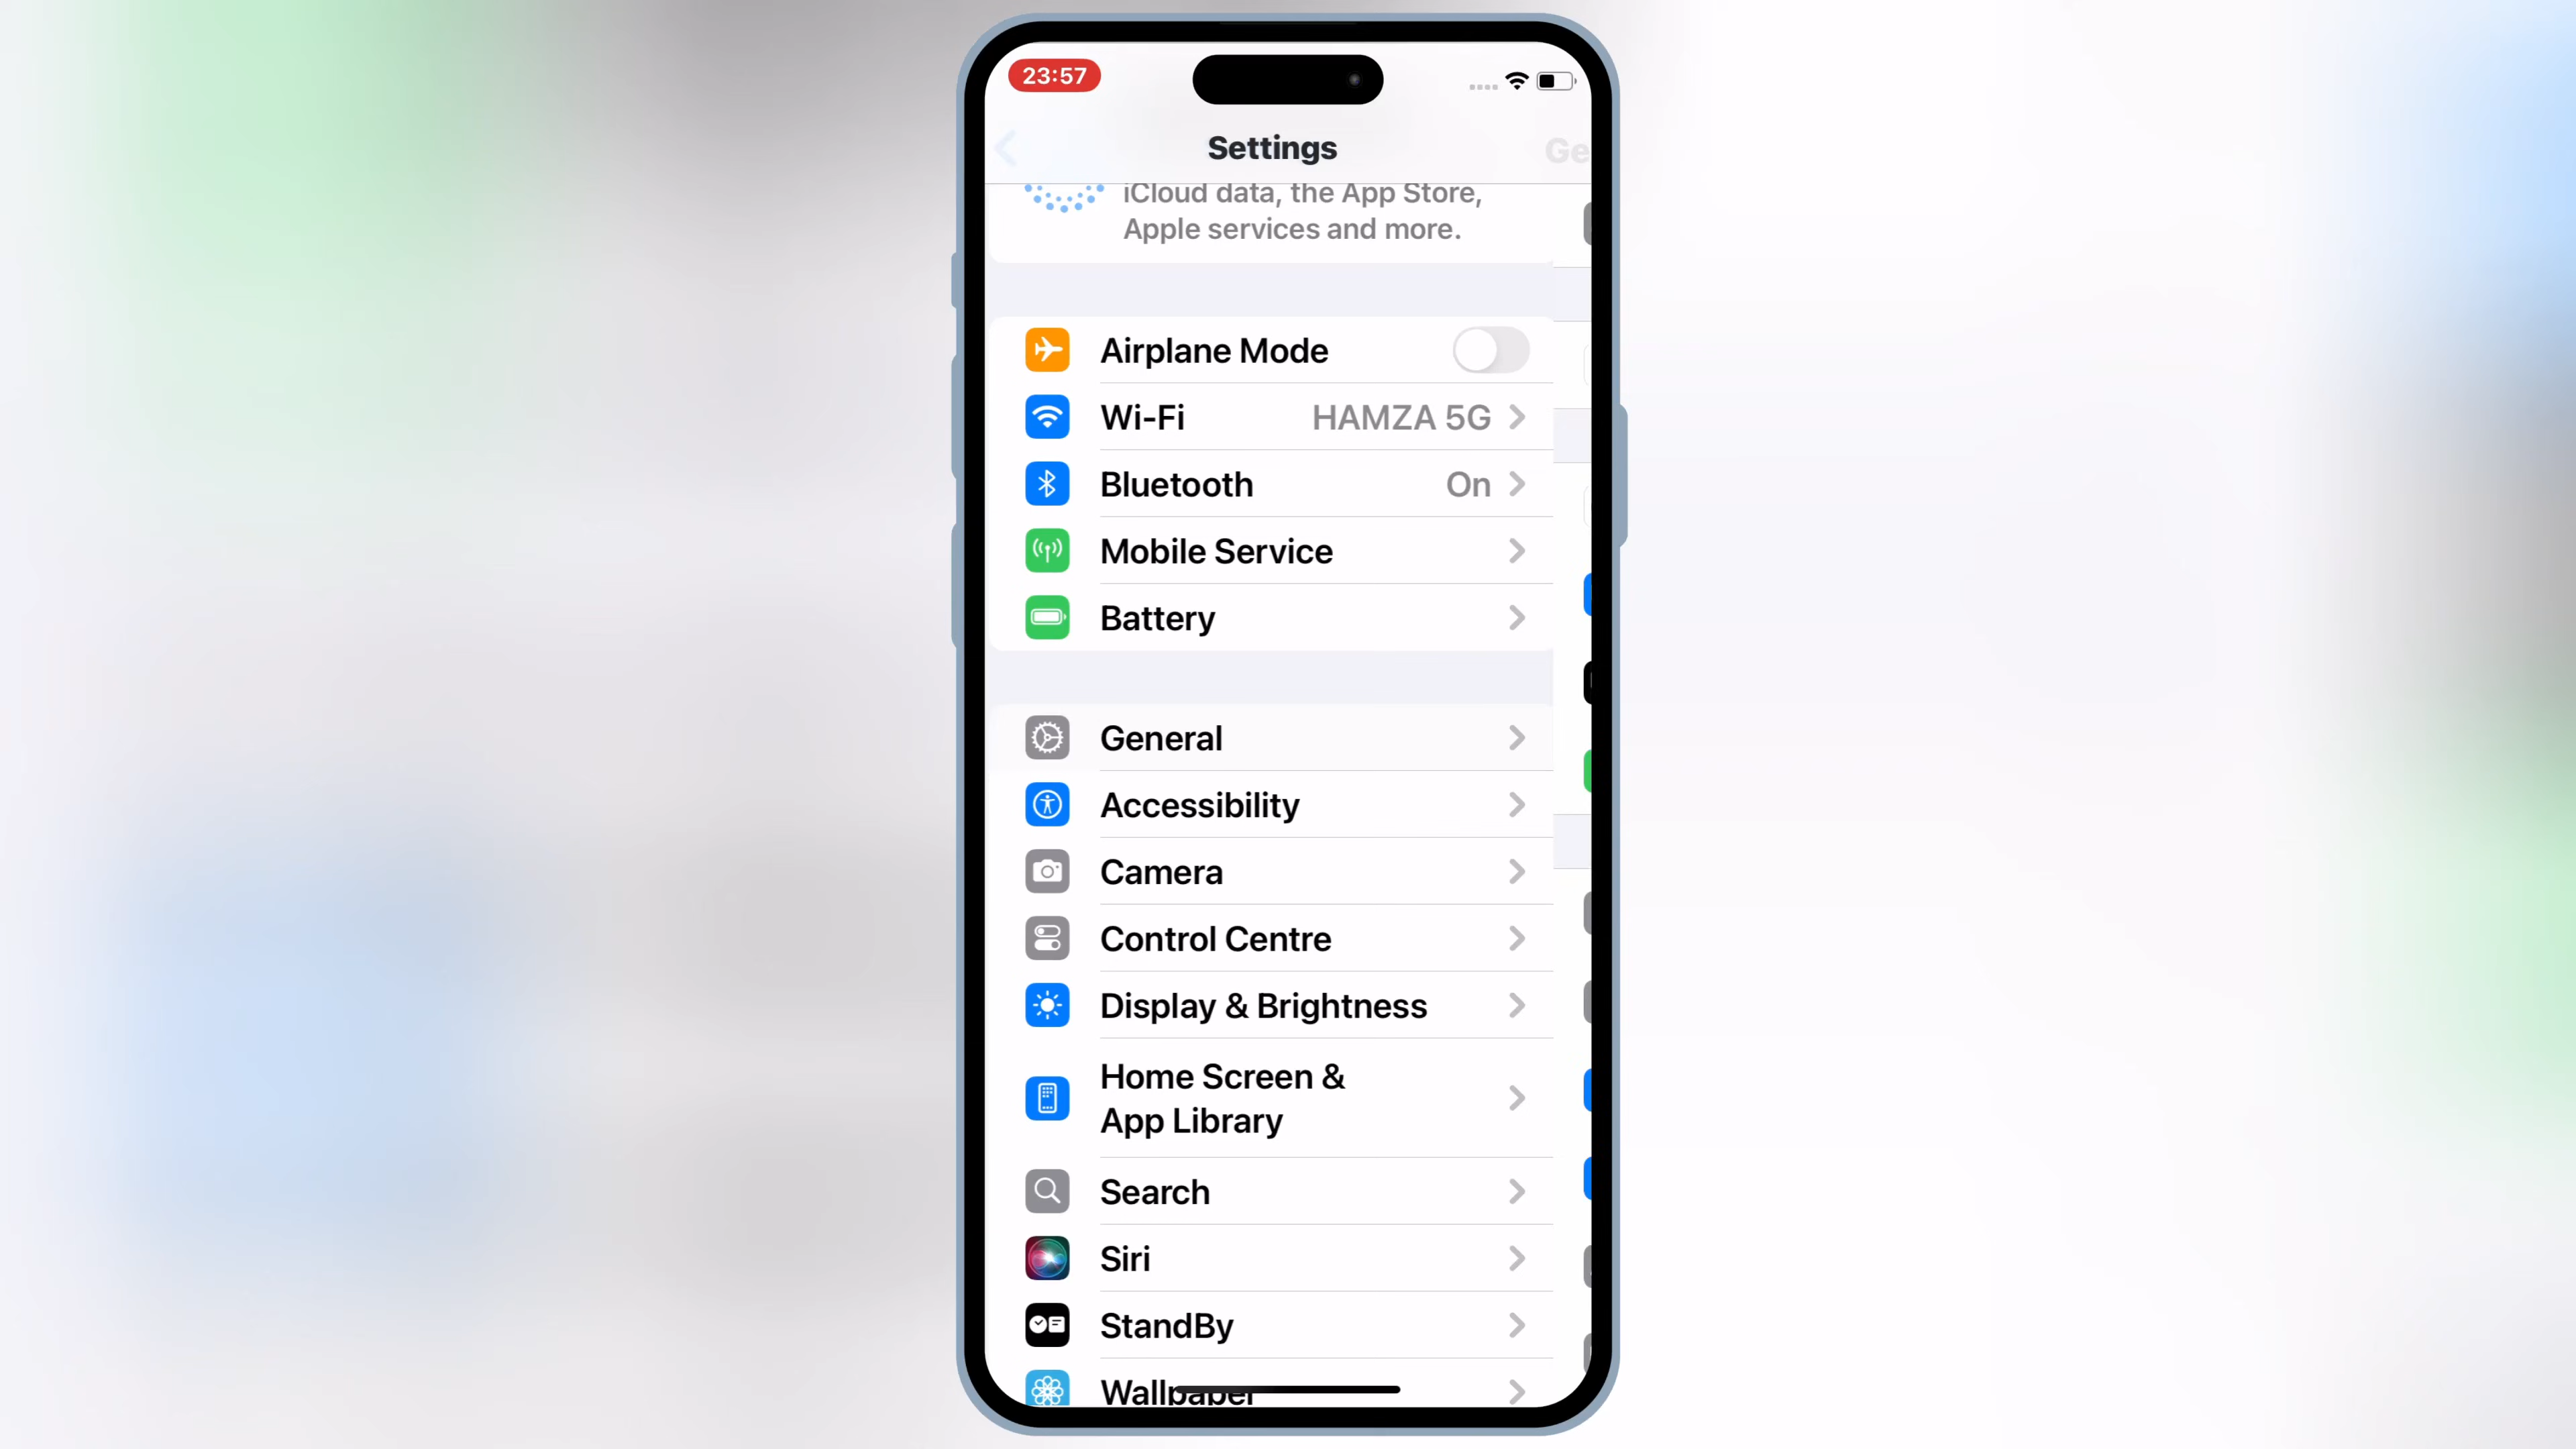 23:57
Settings
Ge
iCloud data, the App Store,
Apple services and more.
Airplane Mode
Wi-Fi HAMZA 5G
Bluetooth On
Mobile Service
Battery
General
Accessibility
Camera
Control Centre
Display & Brightness
Home Screen &
App Library
Search
Siri
StandBy
Wallpaper